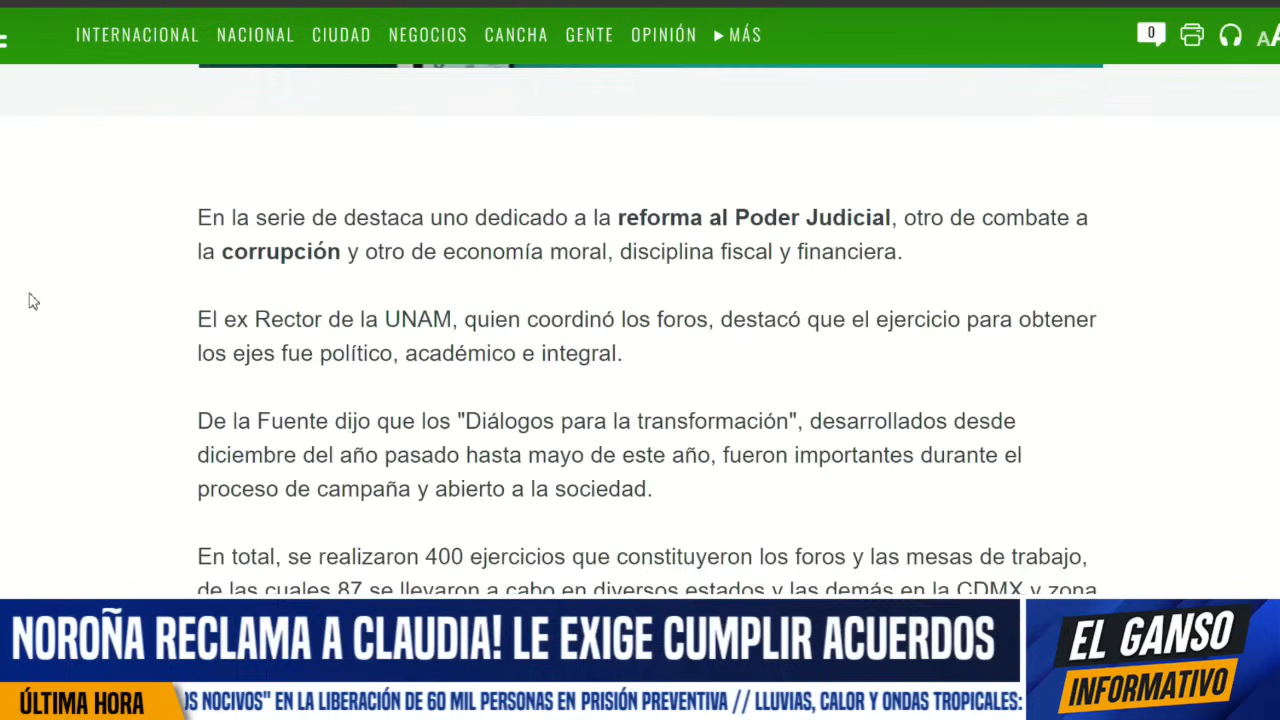 INTERNACIONAL NACIONAL CIUDAD NEGOCIOS CANCHA GENTE OPINIÓN ▶ MÁS
0
AA
En la serie de destaca uno dedicado a la reforma al Poder Judicial, otro de combate a
la corrupción y otro de economía moral, disciplina fiscal y financiera.
El ex Rector de la UNAM, quien coordinó los foros, destacó que el ejercicio para obtener
los ejes fue político, académico e integral.
De la Fuente dijo que los "Diálogos para la transformación", desarrollados desde
diciembre del año pasado hasta mayo de este año, fueron importantes durante el
proceso de campaña y abierto a la sociedad.
En total, se realizaron 400 ejercicios que constituyeron los foros y las mesas de trabajo,
de las cuales 87 se llevaron a cabo en diversos estados y las demás en la CDMX y zona
NOROÑA RECLAMA A CLAUDIA! LE EXIGE CUMPLIR ACUERDOS
EL GANSO
INFORMATIVO
ÚLTIMA HORA
OS NOCIVOS" EN LA LIBERACIÓN DE 60 MIL PERSONAS EN PRISIÓN PREVENTIVA // LLUVIAS, CALOR Y ONDAS TROPICALES: